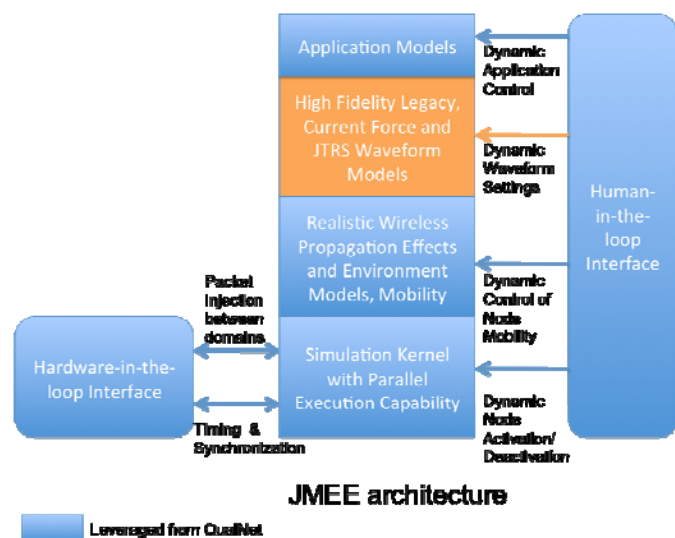 Application Models
High Fidelity Legacy,
Current Force and
JTRS Waveform
Models
Realistic Wireless
Propagation Effects
and Environment
Models, Mobility
Simulation Kernel
with Parallel
Execution Capability
Dynamic
Application
Control
Dynamic
Waveform
Settings
Dynamic
Control of
Node
Mobility
Dynamic
Node
Activation/
Deactivation
Human-
in-the-
loop
Interface
Packet
Injection
between
domains
Hardware-in-the-
loop Interface
Timing &
Synchronization
JMEE architecture
Leveraged from QualNet